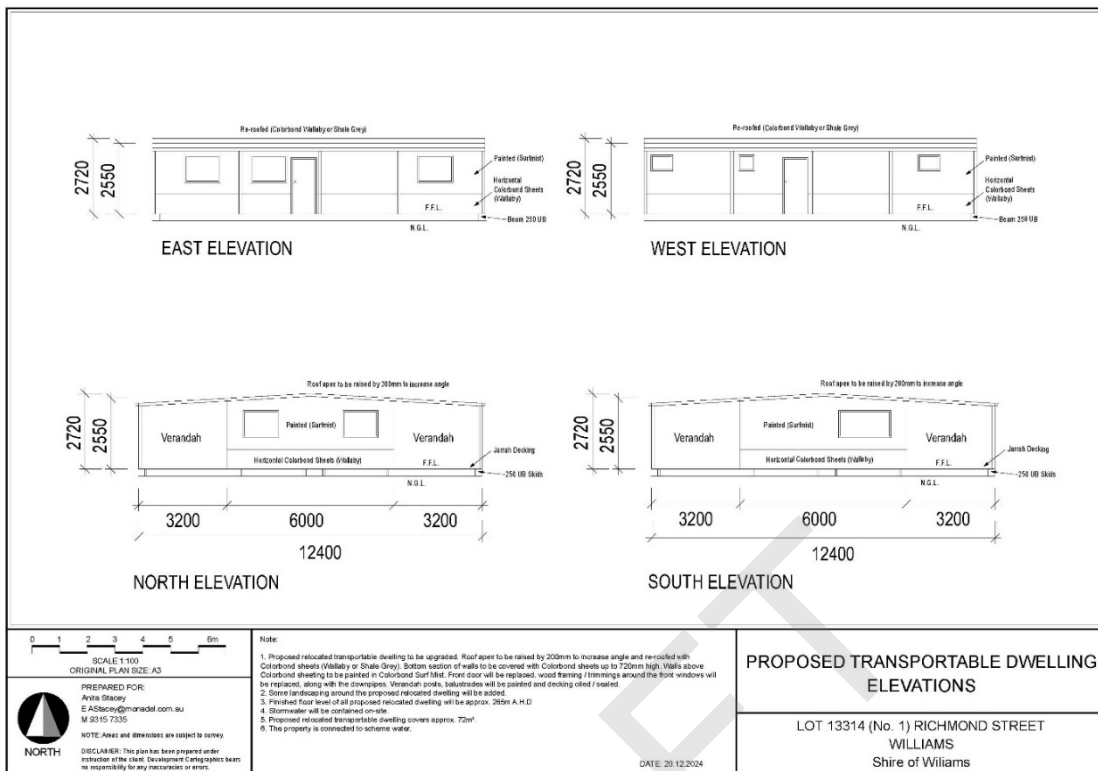 Re-roofed (Colorbond Wallaby or Shale Grey)
2720
2550
Painted (Surfmist)
Horizontal
Colorbond Sheets
(Wallaby)
F.F.L.
Beam 250 UB
N.G.L.
EAST ELEVATION
Re-roofed (Colorbond Wallaby or Shale Grey)
2720
2550
Painted (Surfmist)
Horizontal
Colorbond Sheets
(Wallaby)
F.F.L.
Beam 250 UB
N.G.L.
WEST ELEVATION
Roof apex to be raised by 200mm to increase angle
2720
2550
Verandah
Painted (Surfmist)
Verandah
Horizontal Colorbond Sheets (Wallaby)
F.F.L.
Jarrah Decking
250 UB Skids
N.G.L.
3200
6000
3200
12400
NORTH ELEVATION
Roof apex to be raised by 200mm to increase angle
2720
2550
Verandah
Painted (Surfmist)
Verandah
Horizontal Colorbond Sheets (Wallaby)
F.F.L.
Jarrah Decking
250 UB Skids
N.G.L.
3200
6000
3200
12400
SOUTH ELEVATION
0 1 2 3 4 5 6m
SCALE 1:100
ORIGINAL PLAN SIZE: A3
NORTH
PREPARED FOR:
Anita Stacey
E AStacey@monadel.com.au
M 9315 7335
NOTE: Areas and dimensions are subject to survey.
DISCLAIMER: This plan has been prepared under
instruction of the client. Development Cartographics bears
no responsibility for any inaccuracies or errors.
Note:
1. Proposed relocated transportable dwelling to be upgraded. Roof apex to be raised by 200mm to increase angle and re-roofed with
Colorbond sheets (Wallaby or Shale Grey). Bottom section of walls to be covered with Colorbond sheets up to 720mm high. Walls above
Colorbond sheeting to be painted in Colorbond Surf Mist. Front door will be replaced, wood framing / trimmings around the front windows will
be replaced, along with the downpipes. Verandah posts, balustrades will be painted and decking oiled / sealed.
2. Some landscaping around the proposed relocated dwelling will be added.
3. Finished floor level of all proposed relocated dwelling will be approx. 265m A.H.D
4. Stormwater will be contained on-site.
5. Proposed relocated transportable dwelling covers approx. 72m².
6. The property is connected to scheme water.
DATE: 20.12.2024
PROPOSED TRANSPORTABLE DWELLING
ELEVATIONS
LOT 13314 (No. 1) RICHMOND STREET
WILLIAMS
Shire of Wiliams